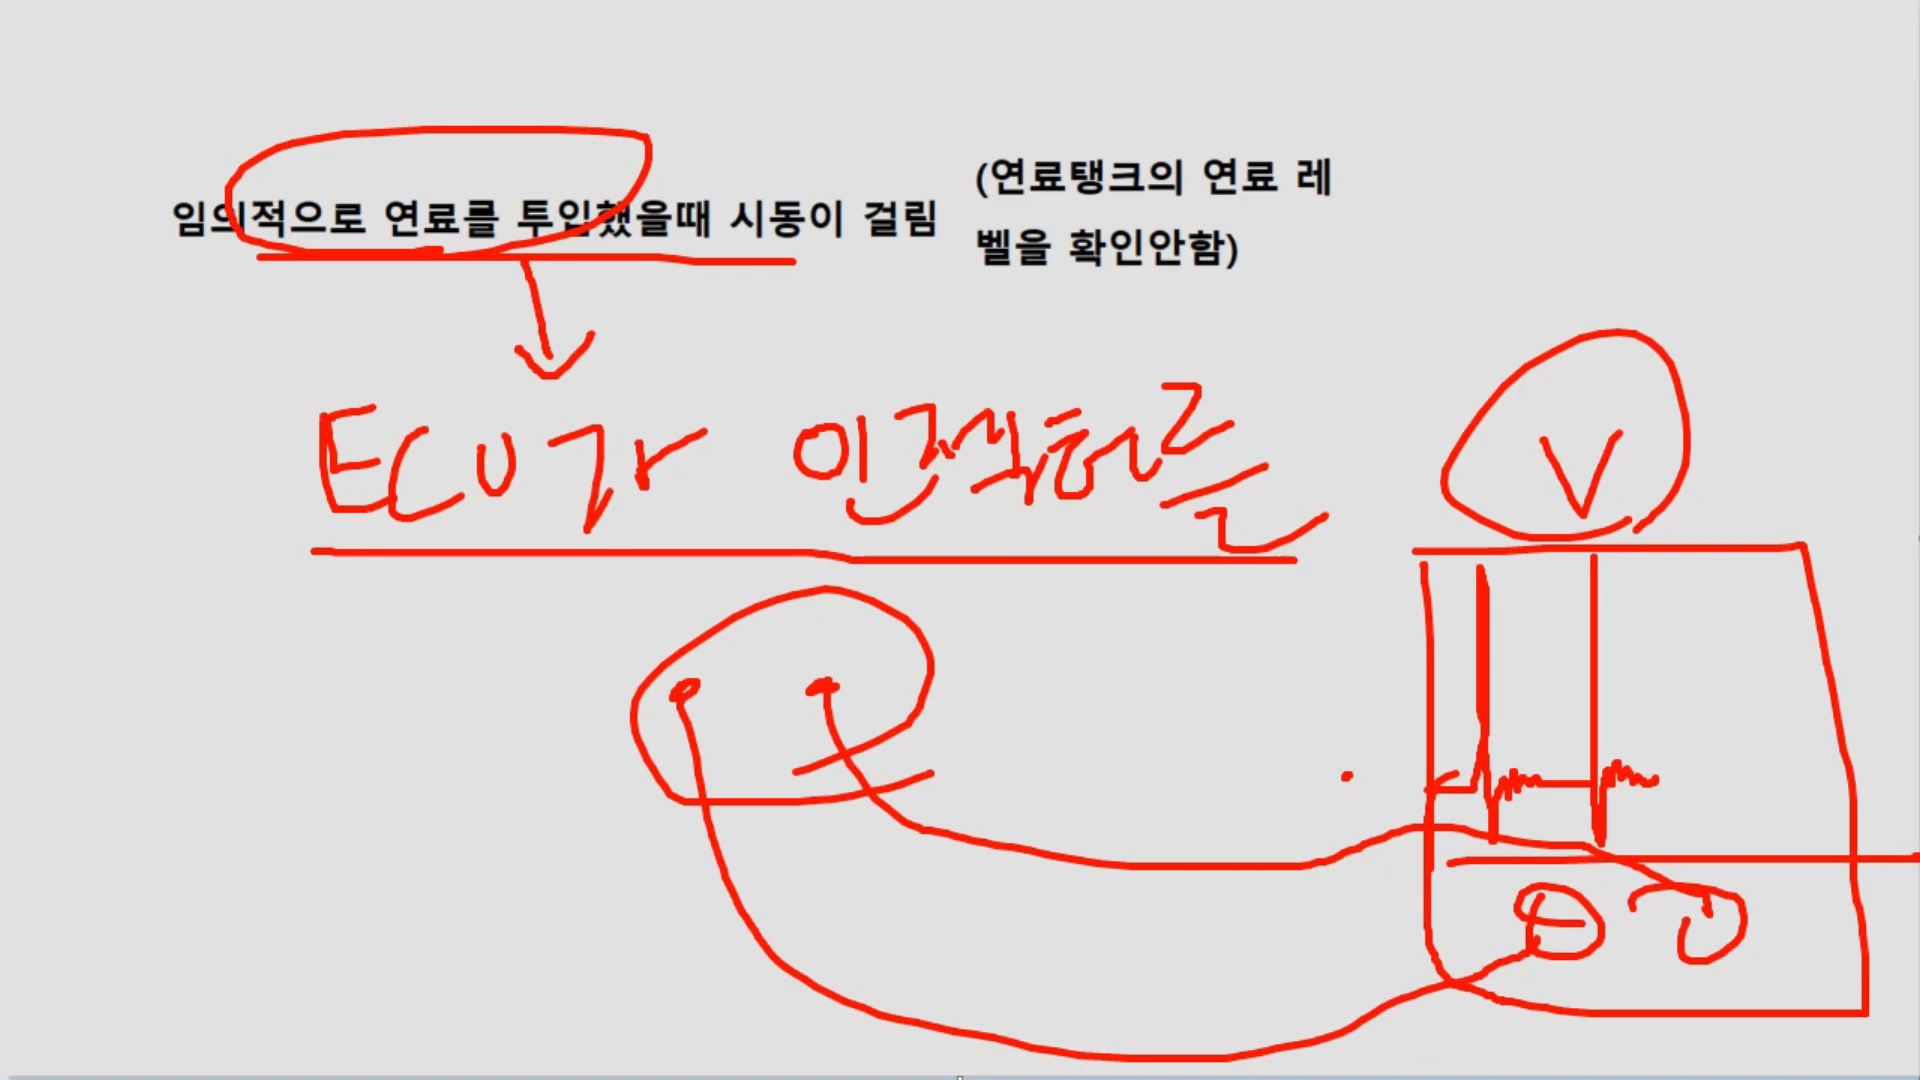 임의적으로 연료를 투입했을때 시동이 걸림
(연료탱크의 연료 레
벨을 확인안함)
ECU가 인젝터를
V